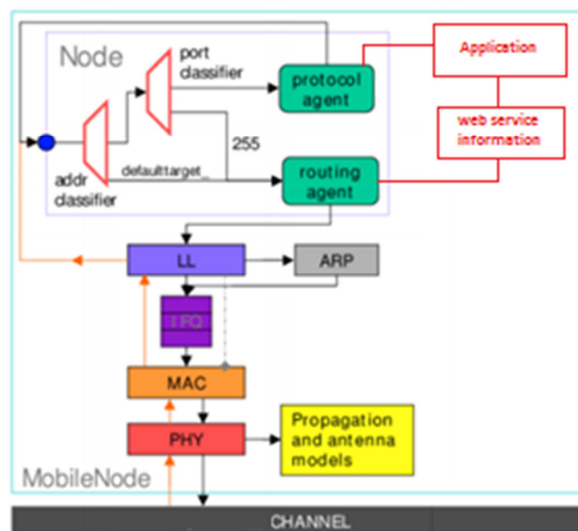 Node
port
classifier
protocol
agent
Application
web service
information
255
addr
classifier
defaulttarget_
routing
agent
LL
ARP
IFQ
MAC
PHY
Propagation
and antenna
models
MobileNode
CHANNEL